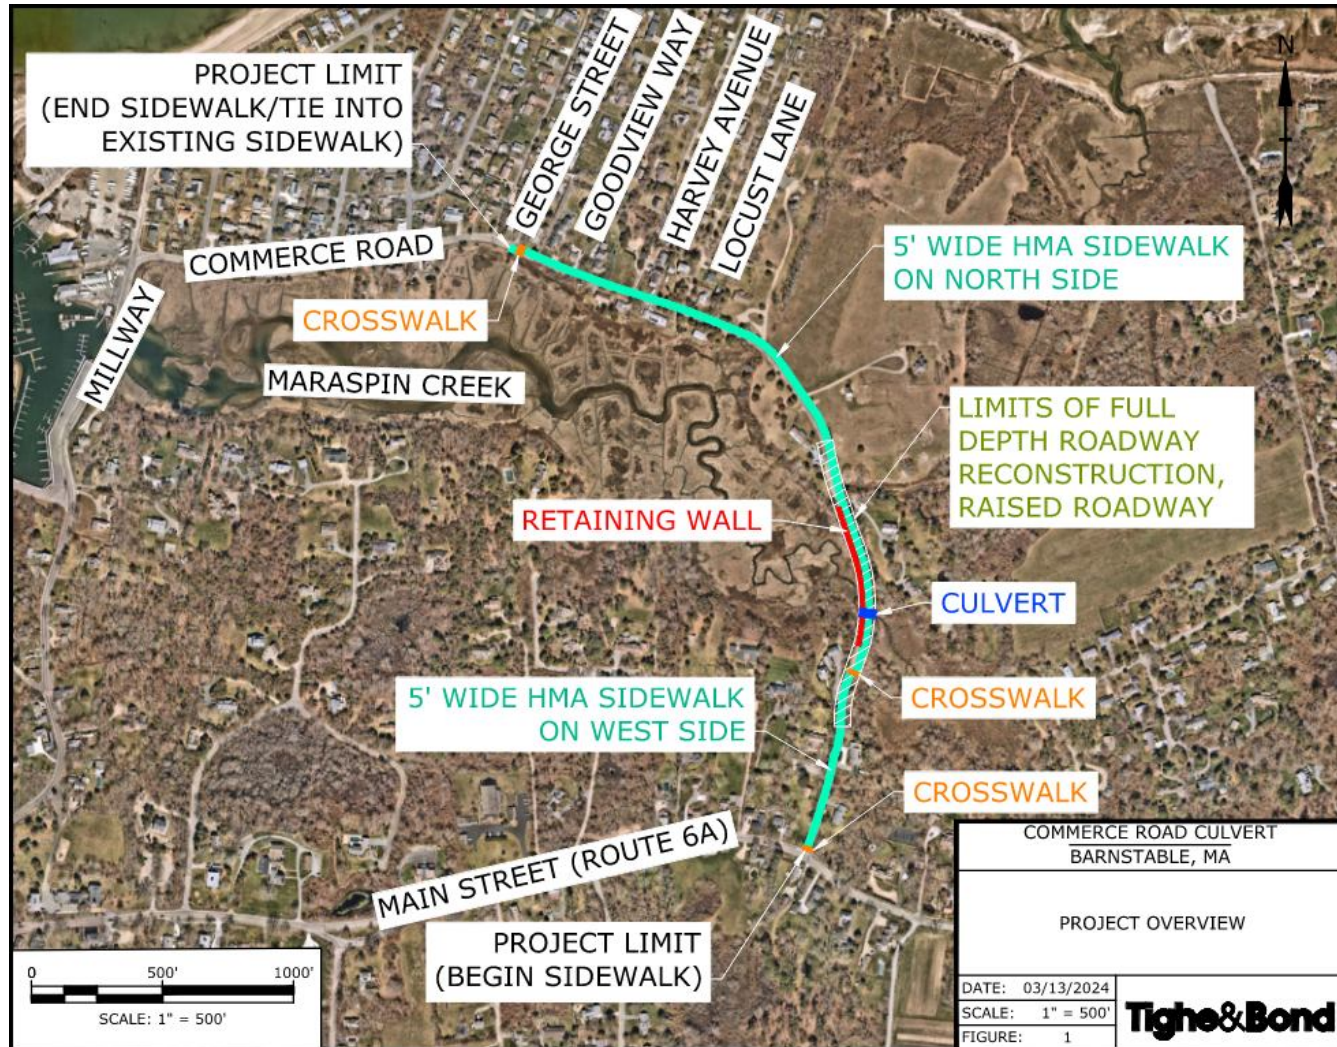 PROJECT LIMIT
(END SIDEWALK/TIE INTO
EXISTING SIDEWALK)
GEORGE STREET
GOODVIEW WAY
HARVEY AVENUE
LOCUST LANE
N
COMMERCE ROAD
5' WIDE HMA SIDEWALK
ON NORTH SIDE
CROSSWALK
MILLWAY
MARASPIN CREEK
LIMITS OF FULL
DEPTH ROADWAY
RECONSTRUCTION,
RAISED ROADWAY
RETAINING WALL
CULVERT
5' WIDE HMA SIDEWALK
ON WEST SIDE
CROSSWALK
CROSSWALK
MAIN STREET (ROUTE 6A)
PROJECT LIMIT
(BEGIN SIDEWALK)
0 500' 1000'
SCALE: 1" = 500'
COMMERCE ROAD CULVERT
BARNSTABLE, MA
PROJECT OVERVIEW
DATE: 03/13/2024
SCALE: 1" = 500'
FIGURE: 1
Tighe&Bond